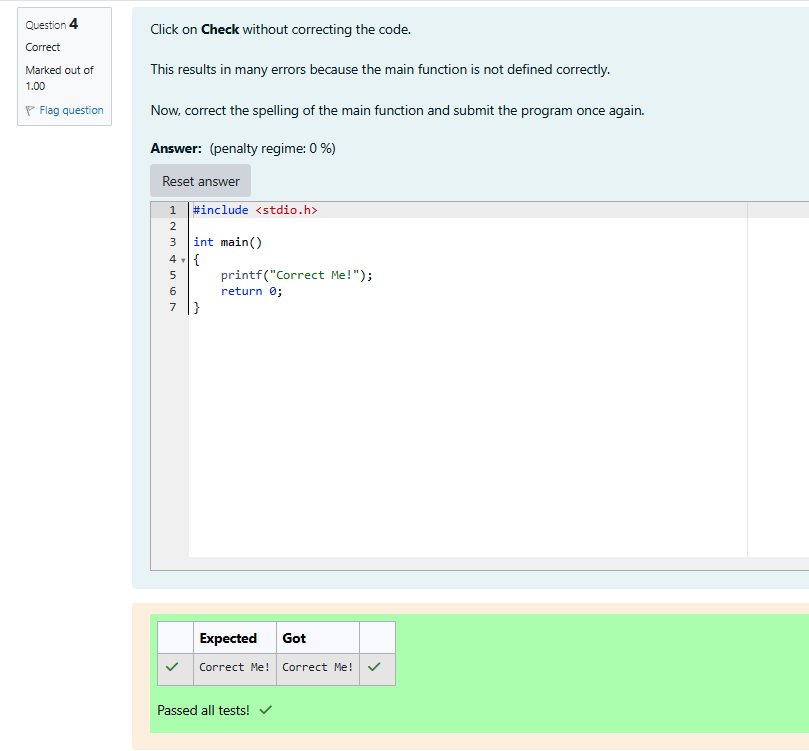 Question 4
Correct
Marked out of
1.00
Flag question
Click on Check without correcting the code.
This results in many errors because the main function is not defined correctly.
Now, correct the spelling of the main function and submit the program once again.
Answer: (penalty regime: 0 %)
Reset answer
1 #include <stdio.h>
2
3 int main()
4 {
5     printf("Correct Me!");
6     return 0;
7 }
Expected Got
Correct Me! Correct Me!
Passed all tests!